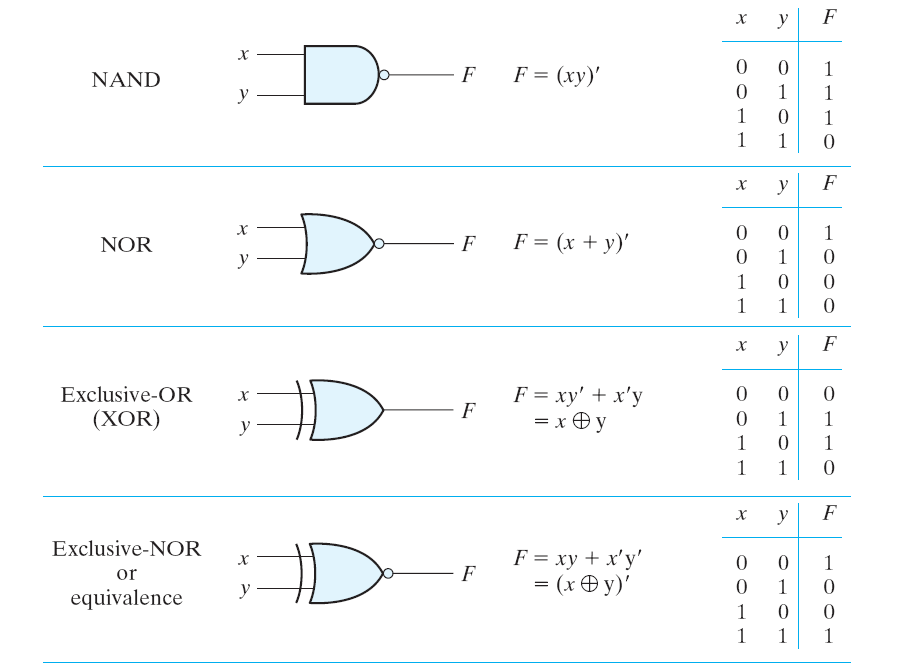 x y F
NAND
x
y
F
F = (xy)′
0 0 1
0 1 1
1 0 1
1 1 0
x y F
NOR
x
y
F
F = (x + y)′
0 0 1
0 1 0
1 0 0
1 1 0
x y F
Exclusive-OR
(XOR)
x
y
F
F = xy′ + x′y
= x ⊕ y
0 0 0
0 1 1
1 0 1
1 1 0
x y F
Exclusive-NOR
or
equivalence
x
y
F
F = xy + x′y′
= (x ⊕ y)′
0 0 1
0 1 0
1 0 0
1 1 1